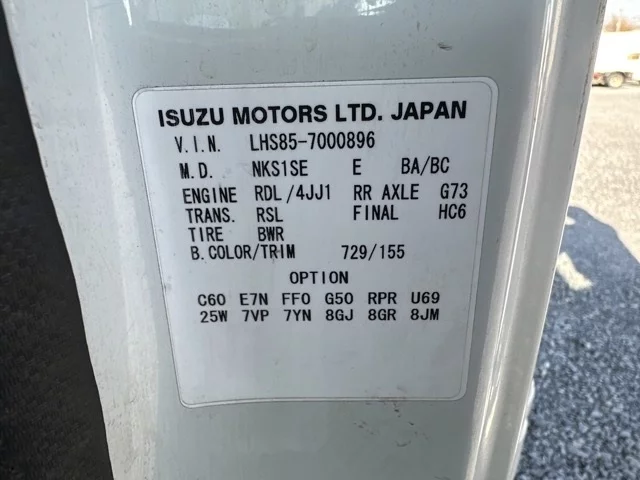 ISUZU MOTORS LTD. JAPAN
V.I.N. LHS85-7000896
M.D. NKS1SE E BA/BC
ENGINE RDL/4JJ1 RR AXLE G73
TRANS. RSL FINAL HC6
TIRE BWR
B.COLOR/TRIM 729/155
OPTION
C60 E7N FF0 G50 RPR U69
25W 7VP 7YN 8GJ 8GR 8JM